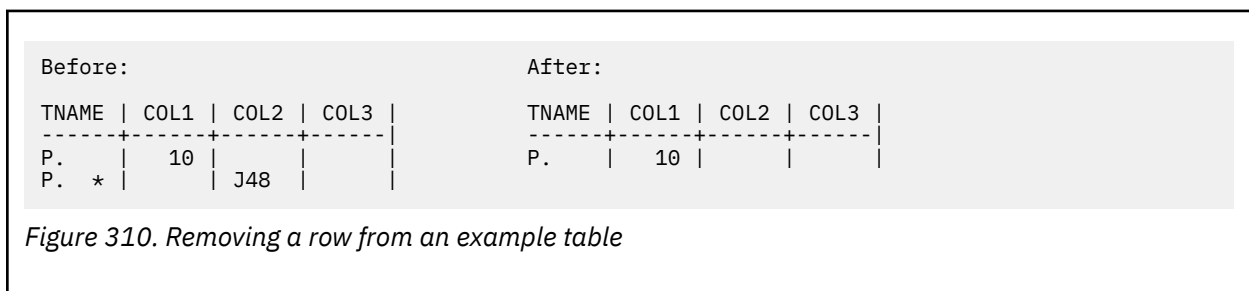 Before:                                 After:
TNAME | COL1 | COL2 | COL3 |            TNAME | COL1 | COL2 | COL3 |
------+------+------+------|            ------+------+------+------|
P.    |   10 |      |      |            P.    |   10 |      |      |
P.  * |      | J48  |      |
Figure 310. Removing a row from an example table